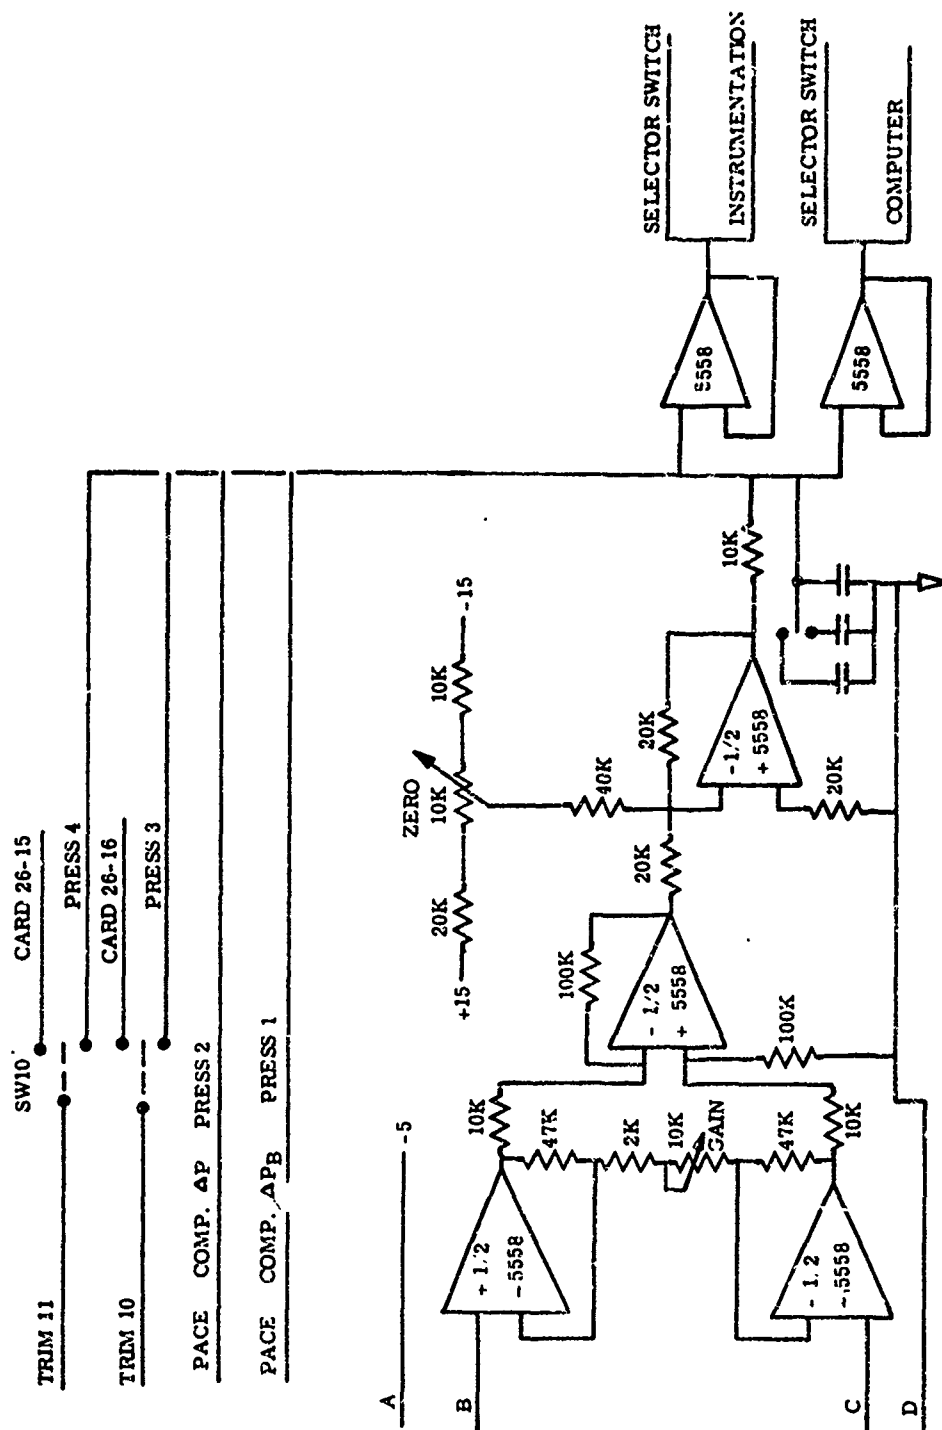 SW10
TRIM 11
CARD 26-15
PRESS 4
TRIM 10
CARD 26-16
PRESS 3
PACE COMP. ΔP PRESS 2
PACE COMP. ΔP_B PRESS 1
A
-5
B
+ 1/2
- 5558
10K
47K
2K
10K
GAIN
47K
10K
- 1/2
-,5558
C
D
100K
- 1/2
+ 5558
100K
+15
20K
ZERO
10K
10K
-15
40K
20K
20K
- 1/2
+ 5558
20K
10K
5558
SELECTOR SWITCH
INSTRUMENTATION
5558
SELECTOR SWITCH
COMPUTER